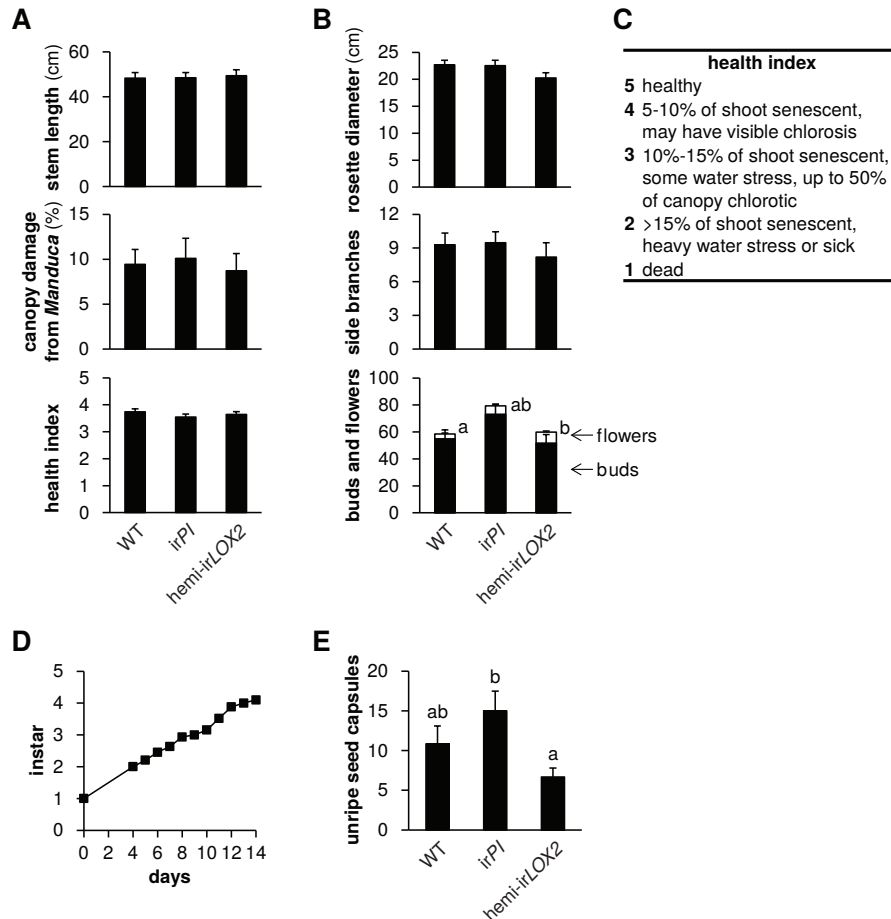 A
stem length (cm)
60
40
20
0
canopy damage
from Manduca (%)
15
10
5
0
health index
5
4
3
2
1
0
WT
irPI
hemi-irLOX2
B
rosette diameter (cm)
25
20
15
10
5
0
side branches
12
9
6
3
0
buds and flowers
100
80
60
40
20
0
a
ab
b
flowers
buds
WT
irPI
hemi-irLOX2
C
health index
5 healthy
4 5-10% of shoot senescent,
may have visible chlorosis
3 10%-15% of shoot senescent,
some water stress, up to 50%
of canopy chlorotic
2 >15% of shoot senescent,
heavy water stress or sick
1 dead
D
instar
5
4
3
2
1
0
0 2 4 6 8 10 12 14
days
E
unripe seed capsules
20
15
10
5
0
ab
b
a
WT
irPI
hemi-irLOX2